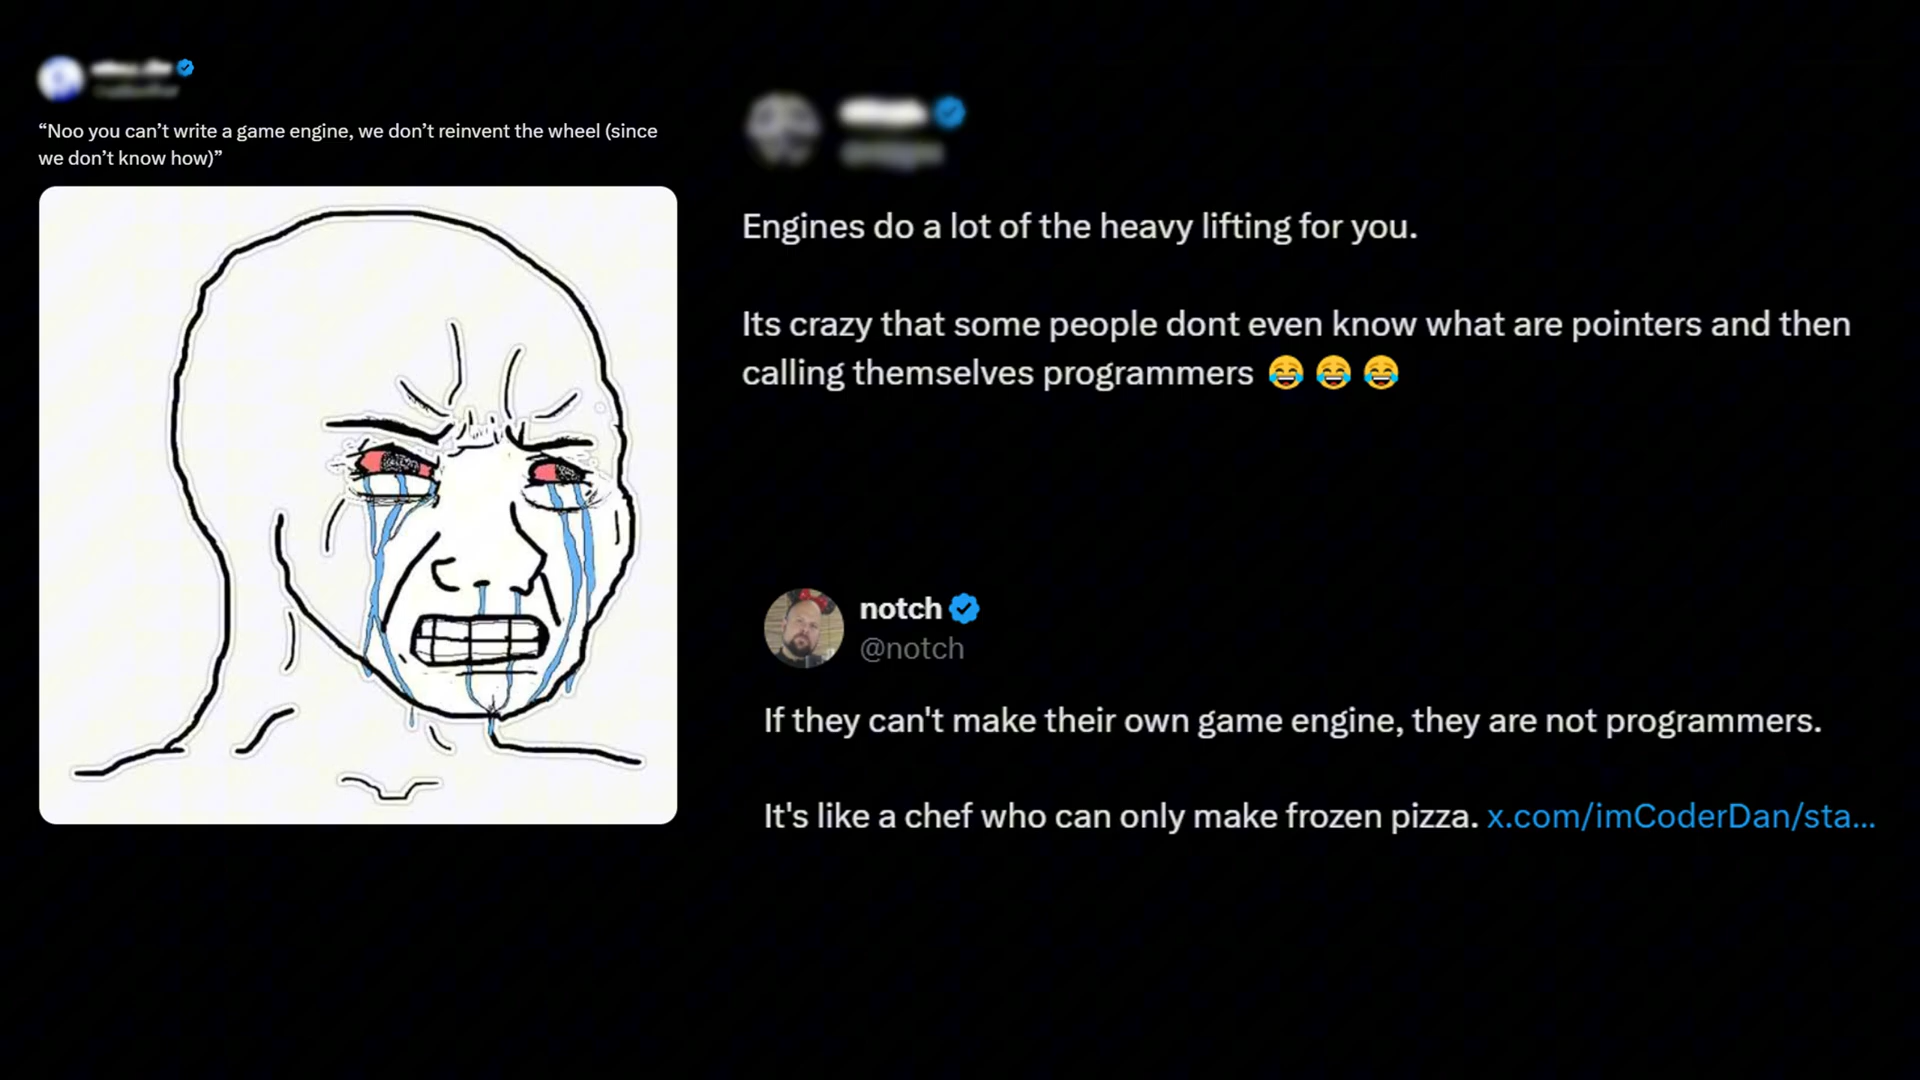 “Noo you can’t write a game engine, we don’t reinvent the wheel (since
we don’t know how)”
Engines do a lot of the heavy lifting for you.
Its crazy that some people dont even know what are pointers and then
calling themselves programmers 😂 😂 😂
notch
@notch
If they can't make their own game engine, they are not programmers.
It's like a chef who can only make frozen pizza. x.com/imCoderDan/sta...